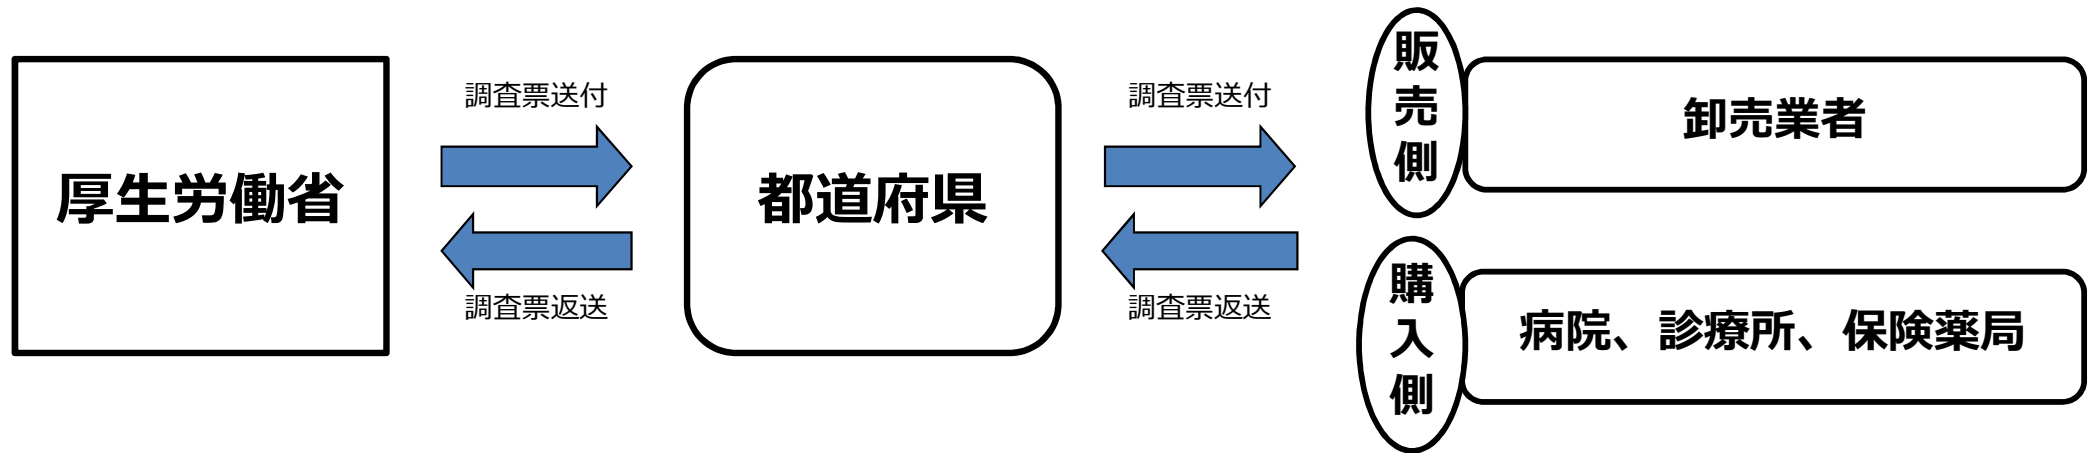 厚生労働省
調査票送付
調査票返送
都道府県
調査票送付
調査票返送
販売側
卸売業者
購入側
病院、診療所、保険薬局